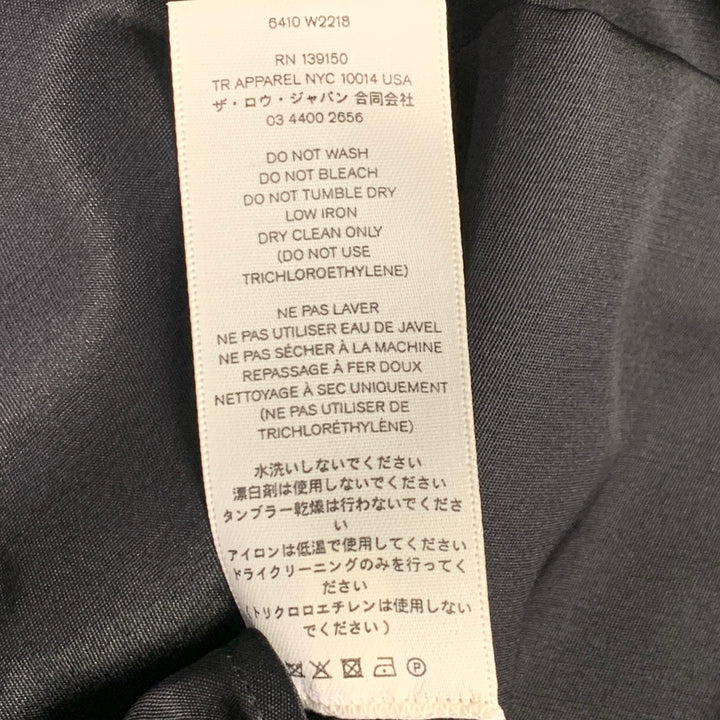 6410 W2218
RN 139150
TR APPAREL NYC 10014 USA
ザ・ロウ・ジャパン 合同会社
03 4400 2656
DO NOT WASH
DO NOT BLEACH
DO NOT TUMBLE DRY
LOW IRON
DRY CLEAN ONLY
(DO NOT USE
TRICHLOROETHYLENE)
NE PAS LAVER
NE PAS UTILISER EAU DE JAVEL
NE PAS SÉCHER À LA MACHINE
REPASSAGE À FER DOUX
NETTOYAGE À SEC UNIQUEMENT
(NE PAS UTILISER DE
TRICHLORÉTHYLÈNE)
水洗いしないでください
漂白剤は使用しないでください
タンブラー乾燥は行わないでくださ
い
アイロンは低温で使用してください
ドライクリーニングのみを行ってく
ださい
(トリクロロエチレンは使用しない
でください)
P